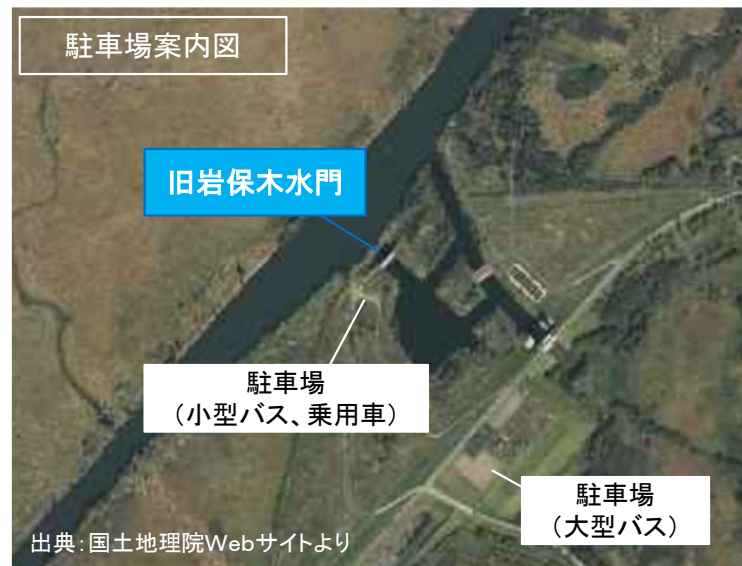 駐車場案内図
旧岩保木水門
駐車場
(小型バス、乗用車)
駐車場
(大型バス)
出典:国土地理院Webサイトより